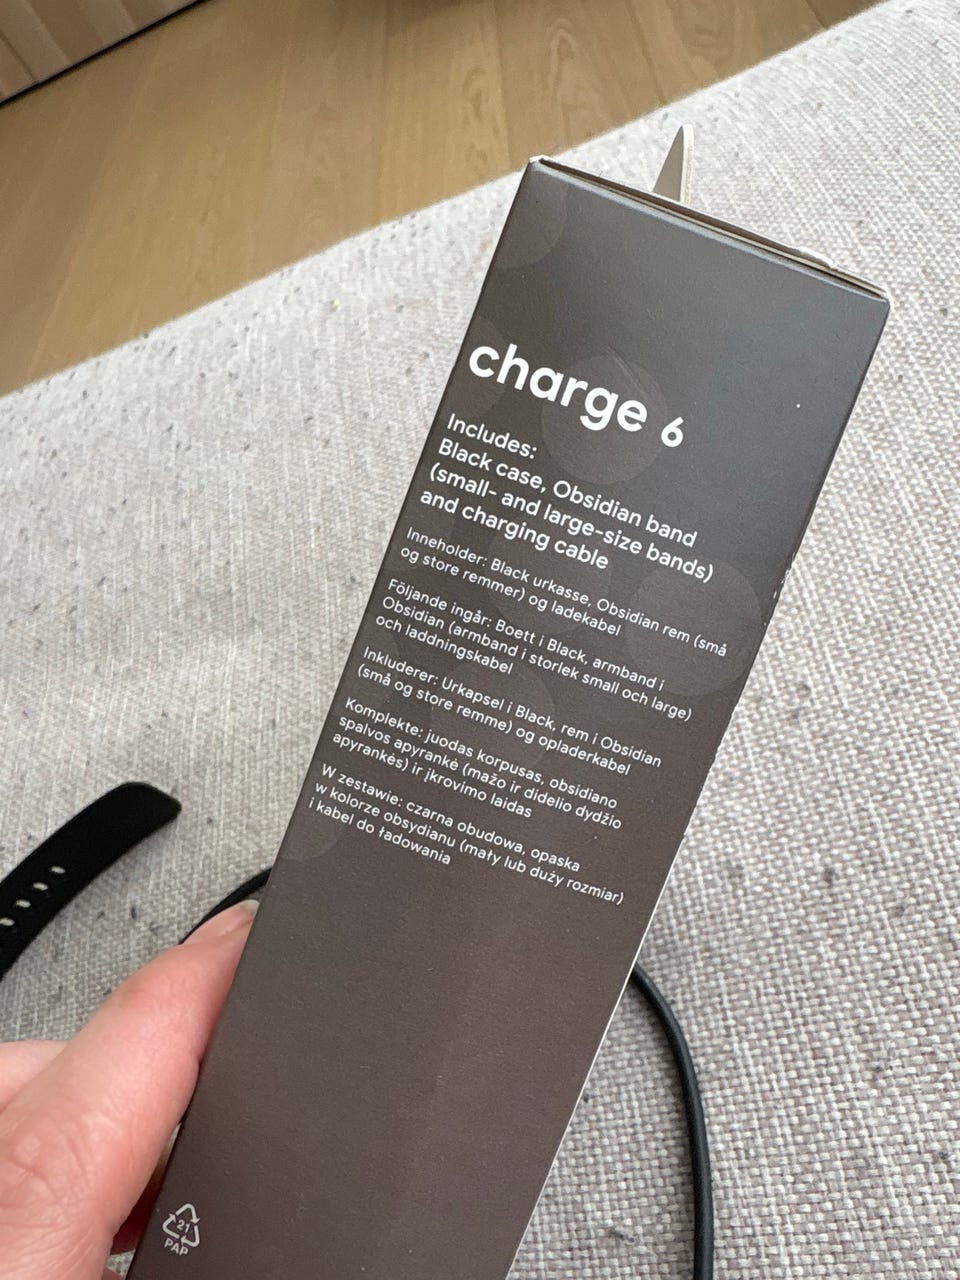 charge 6
Includes:
Black case, Obsidian band
(small- and large-size bands)
and charging cable
Inneholder: Black urkasse, Obsidian rem (små
og store remmer) og ladekabel
Följande ingår: Boett i Black, armband i
Obsidian (armband i storlek small och large)
och laddningskabel
Inkluderer: Urkapsel i Black, rem i Obsidian
(små og store remme) og opladerkabel
Komplekte: juodas korpusas, obsidiano
spalvos apyrankė (mažo ir didelio dydžio
apyrankės) ir įkrovimo laidas
W zestawie: czarna obudowa, opaska
w kolorze obsydianu (mały lub duży rozmiar)
i kabel do ładowania
21
PAP